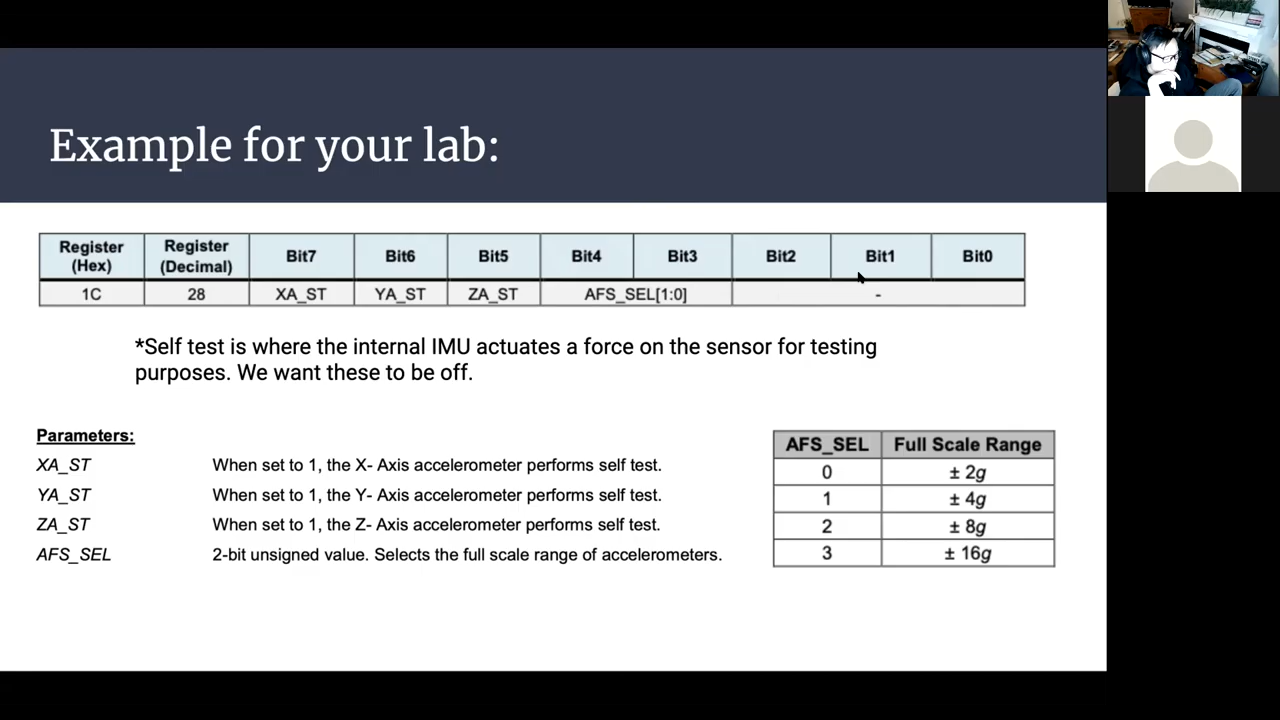 Example for your lab:
Register (Hex) Register (Decimal) Bit7 Bit6 Bit5 Bit4 Bit3 Bit2 Bit1 Bit0
1C 28 XA_ST YA_ST ZA_ST AFS_SEL[1:0] -
*Self test is where the internal IMU actuates a force on the sensor for testing
purposes. We want these to be off.
Parameters:
XA_ST When set to 1, the X- Axis accelerometer performs self test.
YA_ST When set to 1, the Y- Axis accelerometer performs self test.
ZA_ST When set to 1, the Z- Axis accelerometer performs self test.
AFS_SEL 2-bit unsigned value. Selects the full scale range of accelerometers.
AFS_SEL Full Scale Range
0 ± 2g
1 ± 4g
2 ± 8g
3 ± 16g